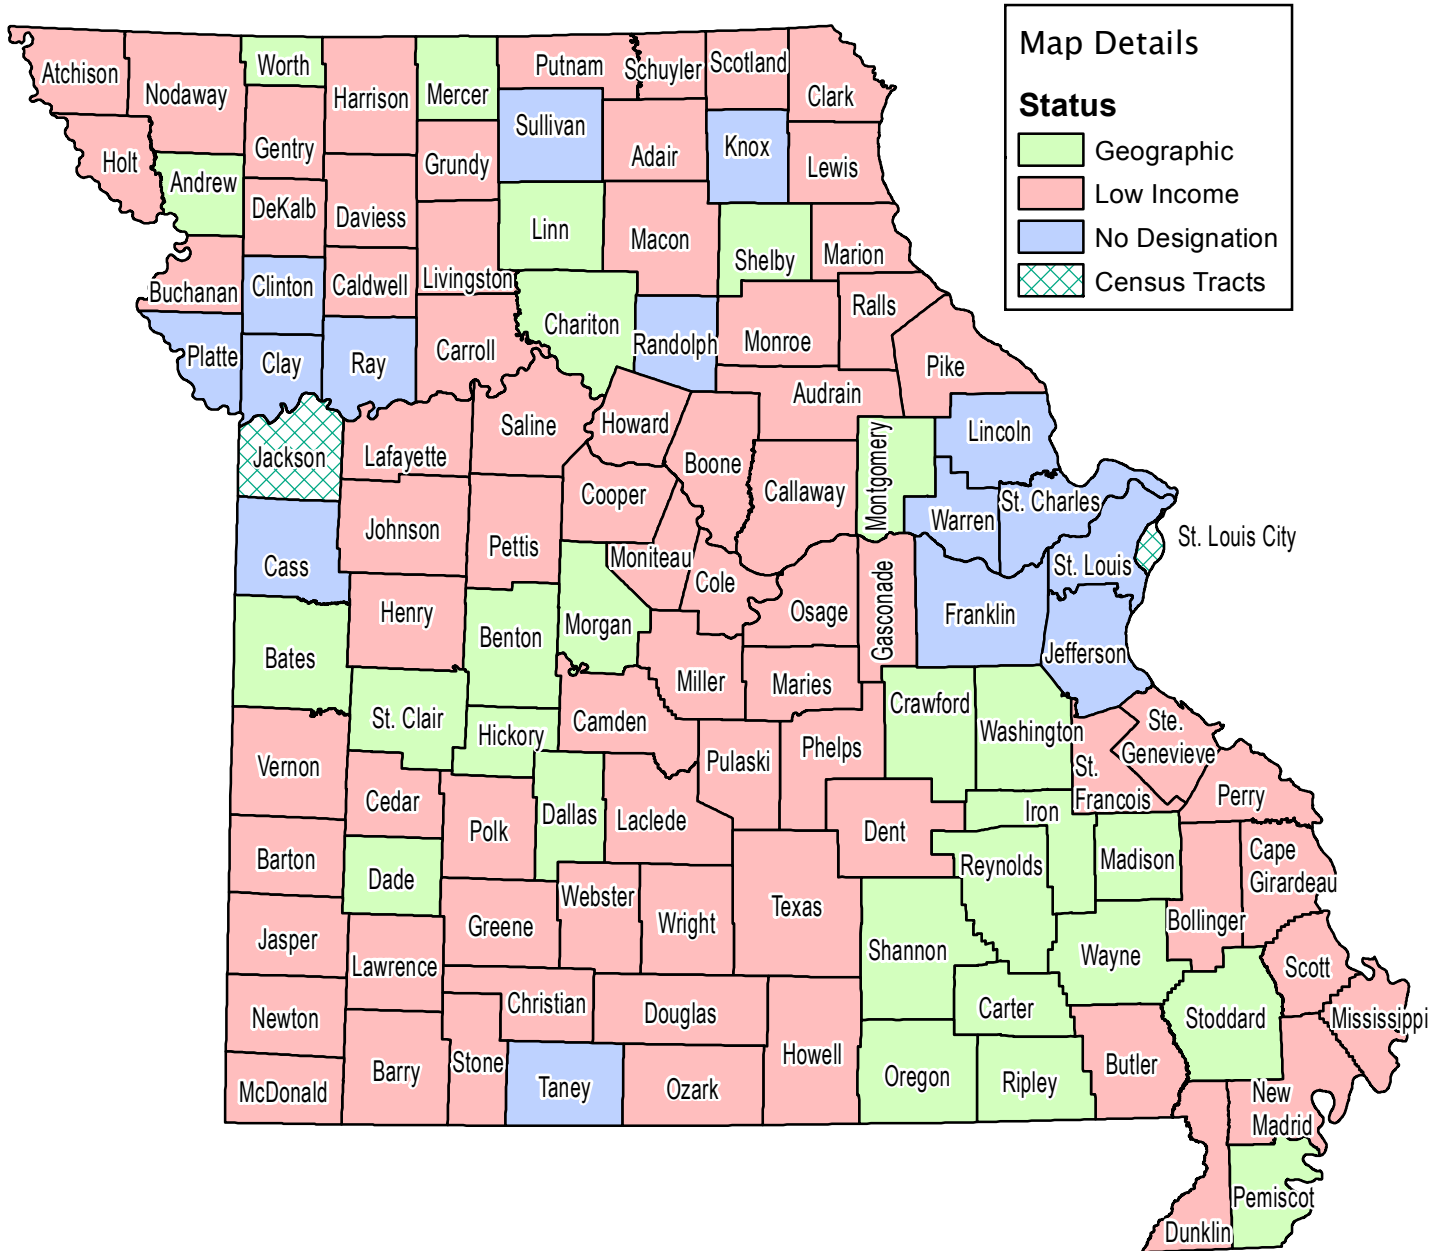 Map Details
Status
Geographic
Low Income
No Designation
Census Tracts
Atchison
Nodaway
Worth
Harrison
Mercer
Putnam
Schuyler
Scotland
Clark
Holt
Andrew
Gentry
DeKalb
Daviess
Grundy
Sullivan
Adair
Knox
Lewis
Buchanan
Clinton
Caldwell
Livingston
Linn
Macon
Shelby
Marion
Platte
Clay
Ray
Carroll
Chariton
Randolph
Monroe
Ralls
Pike
Audrain
Jackson
Lafayette
Saline
Howard
Boone
Callaway
Montgomery
Lincoln
Warren
St. Charles
St. Louis
St. Louis City
Cass
Johnson
Pettis
Cooper
Moniteau
Cole
Osage
Gasconade
Franklin
Jefferson
Bates
Henry
Benton
Morgan
Miller
Maries
Crawford
Washington
St.
Francois
Ste.
Genevieve
Perry
Vernon
St. Clair
Hickory
Camden
Pulaski
Phelps
Dent
Iron
Reynolds
Madison
Bollinger
Cape
Girardeau
Barton
Cedar
Polk
Dallas
Laclede
Dade
Greene
Webster
Wright
Texas
Shannon
Wayne
Scott
Mississippi
Jasper
Lawrence
Christian
Douglas
Howell
Carter
Stoddard
Newton
Barry
Stone
Taney
Ozark
Oregon
Ripley
Butler
McDonald
New
Madrid
Pemiscot
Dunklin